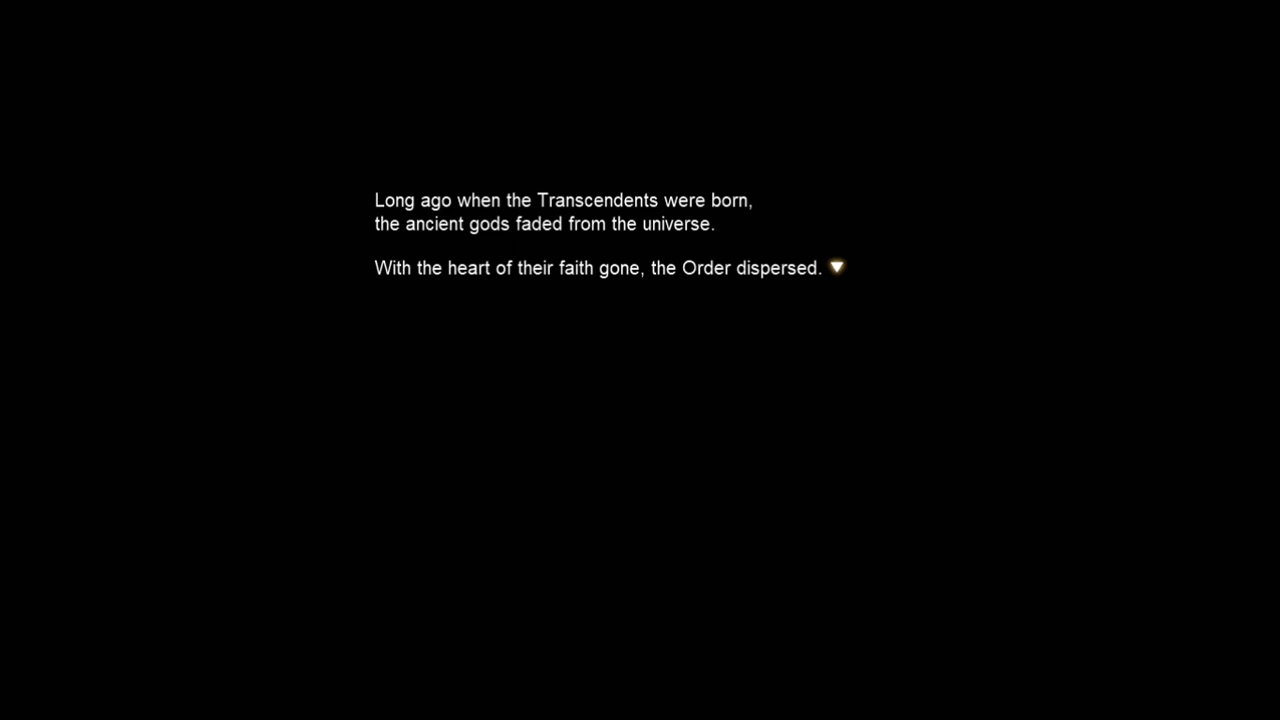 Long ago when the Transcendents were born,
the ancient gods faded from the universe.
With the heart of their faith gone, the Order dispersed.